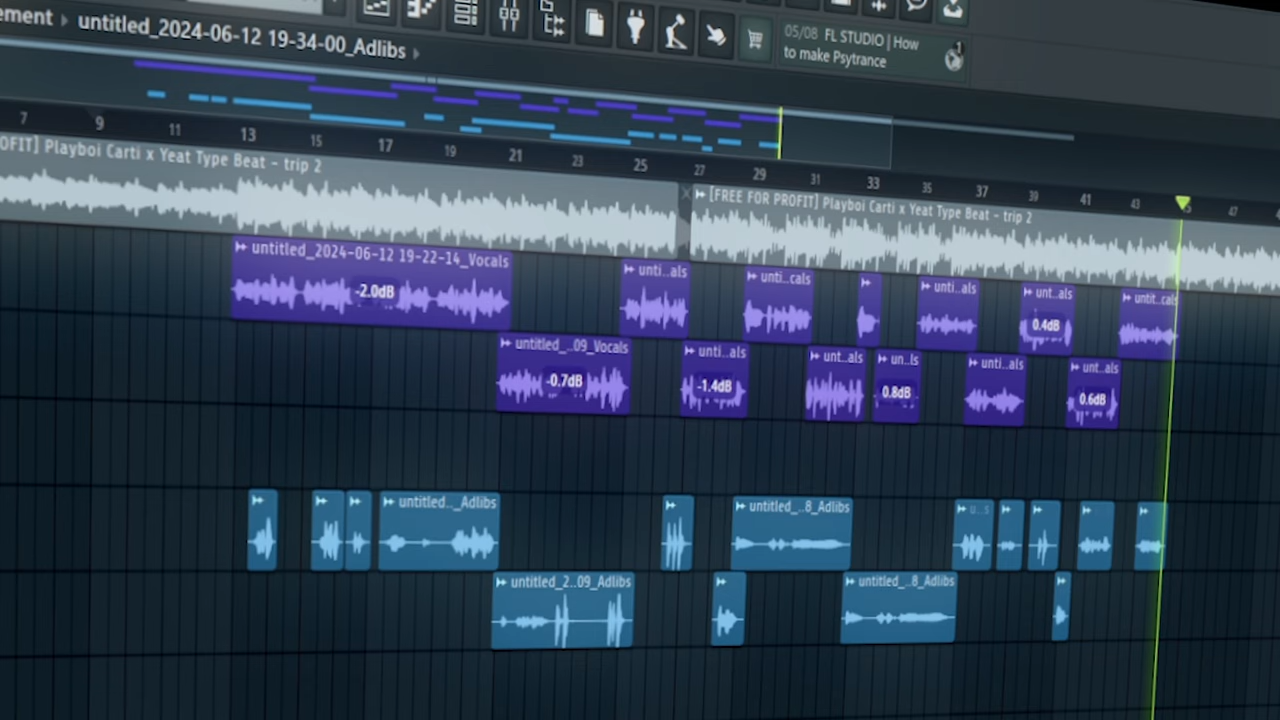 ement ▸ untitled_2024-06-12 19-34-00_Adlibs ▸
05/08 FL STUDIO | How
to make Psytrance
1
7 9 11 13 15 17 19 21 23 25 27 29 31 33 35 37 39 41 43 45 47
OFIT] Playboi Carti x Yeat Type Beat - trip 2
[FREE FOR PROFIT] Playboi Carti x Yeat Type Beat - trip 2
untitled_2024-06-12 19-22-14_Vocals
unti..als
unti..cals
unti..als
unt..als
untit..cals
-2.0dB
0.4dB
untitled_..09_Vocals
unti..als
unt..als
un..ls
unti..als
unt..als
-0.7dB
-1.4dB
0.8dB
0.6dB
untitled.._Adlibs
untitled_..8_Adlibs
u..s
untitled_2..09_Adlibs
untitled_..8_Adlibs